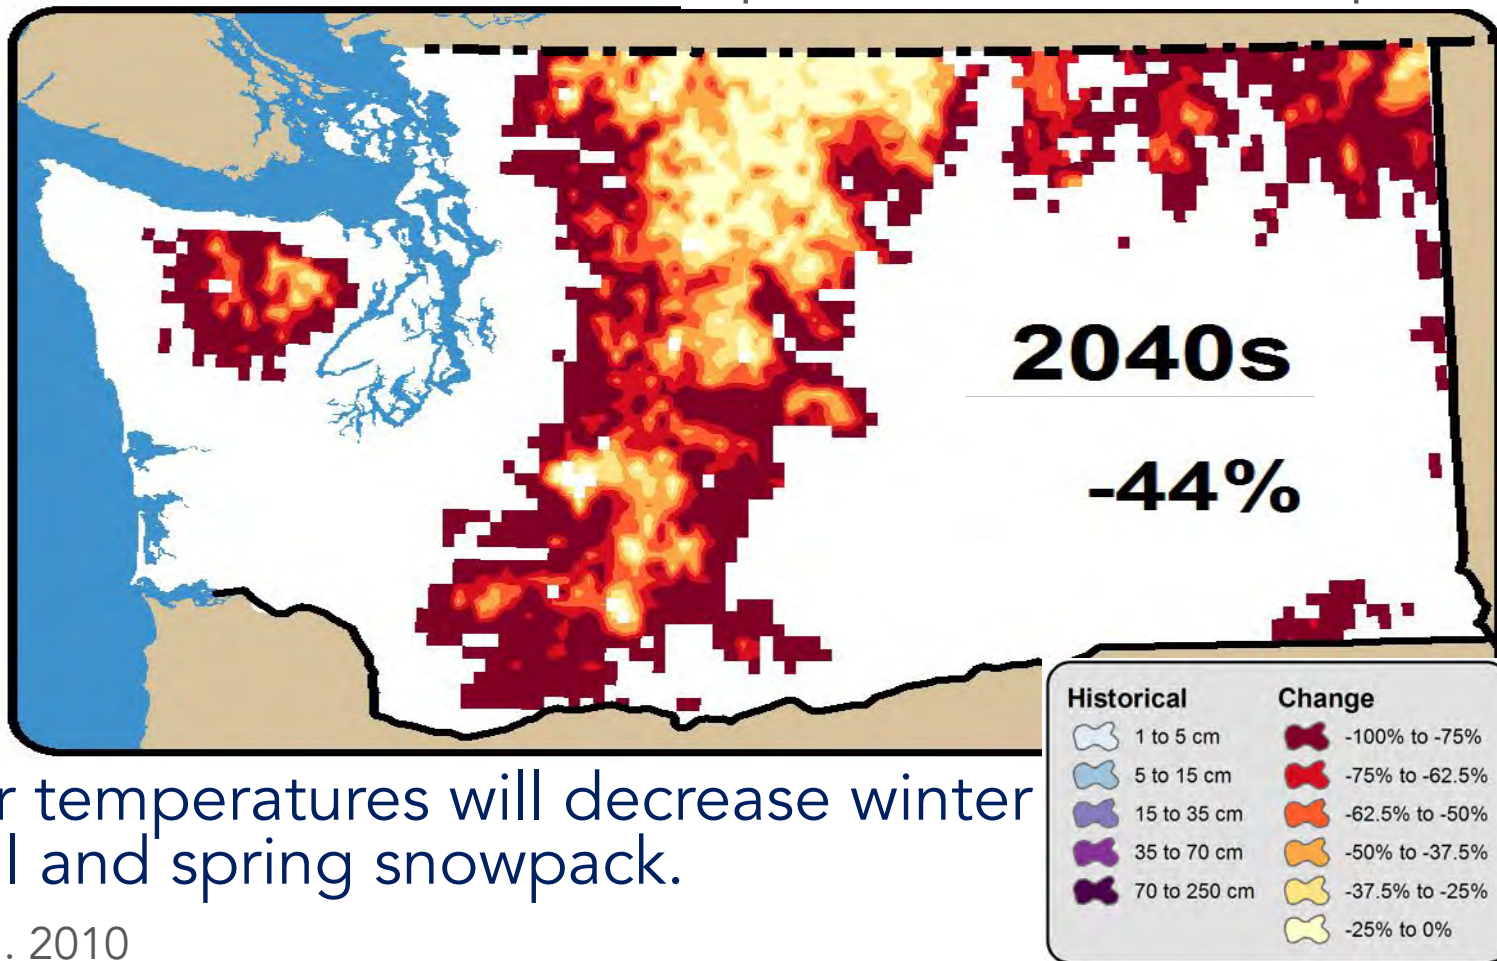 2040s
-44%
Historical
Change
1 to 5 cm
-100% to -75%
5 to 15 cm
-75% to -62.5%
15 to 35 cm
-62.5% to -50%
35 to 70 cm
-50% to -37.5%
70 to 250 cm
-37.5% to -25%
-25% to 0%
r temperatures will decrease winter
l and spring snowpack.
. 2010